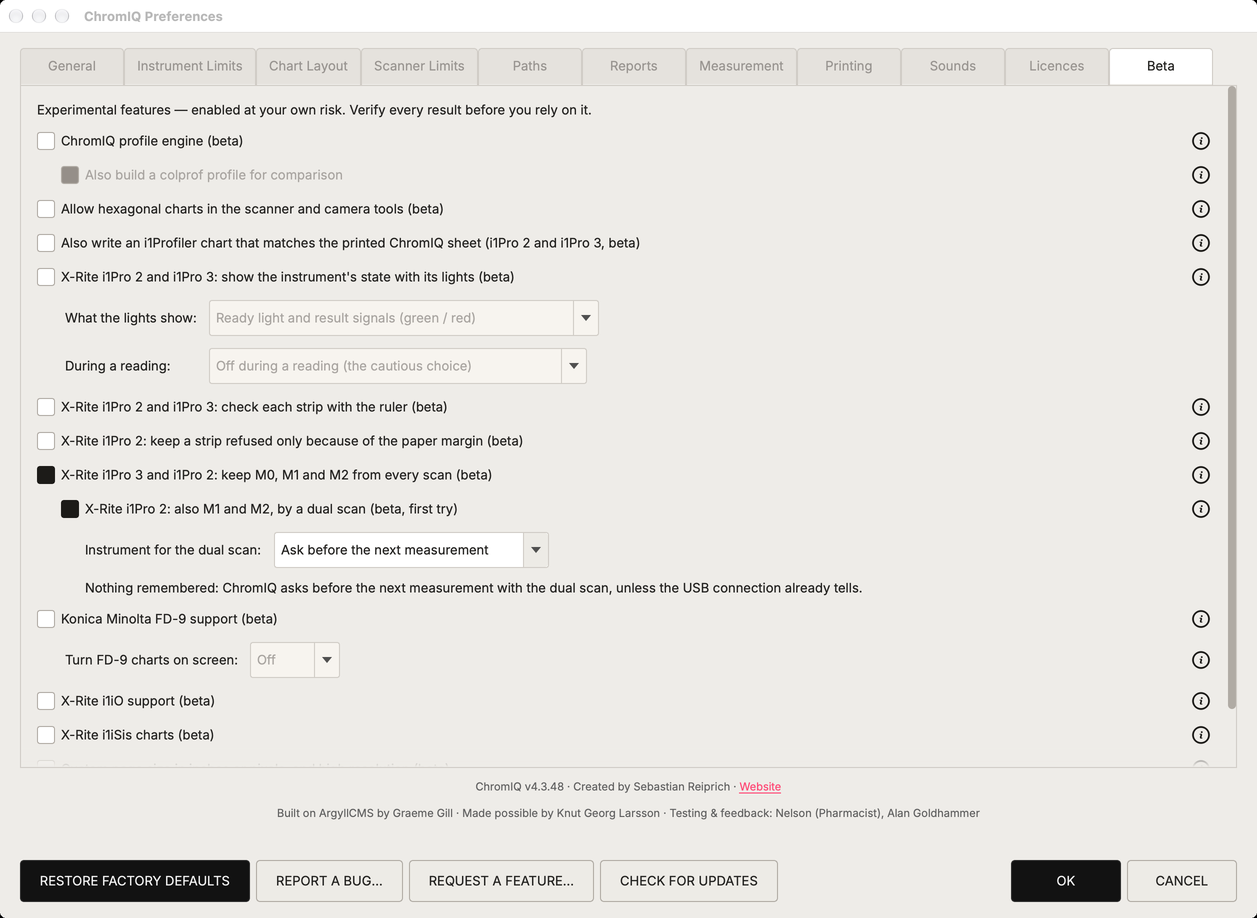 ChromIQ Preferences
General
Instrument Limits
Chart Layout
Scanner Limits
Paths
Reports
Measurement
Printing
Sounds
Licences
Beta
Experimental features — enabled at your own risk. Verify every result before you rely on it.
ChromIQ profile engine (beta)
Also build a colprof profile for comparison
Allow hexagonal charts in the scanner and camera tools (beta)
Also write an i1Profiler chart that matches the printed ChromIQ sheet (i1Pro 2 and i1Pro 3, beta)
X-Rite i1Pro 2 and i1Pro 3: show the instrument's state with its lights (beta)
What the lights show: Ready light and result signals (green / red)
During a reading: Off during a reading (the cautious choice)
X-Rite i1Pro 2 and i1Pro 3: check each strip with the ruler (beta)
X-Rite i1Pro 2: keep a strip refused only because of the paper margin (beta)
X-Rite i1Pro 3 and i1Pro 2: keep M0, M1 and M2 from every scan (beta)
X-Rite i1Pro 2: also M1 and M2, by a dual scan (beta, first try)
Instrument for the dual scan: Ask before the next measurement
Nothing remembered: ChromIQ asks before the next measurement with the dual scan, unless the USB connection already tells.
Konica Minolta FD-9 support (beta)
Turn FD-9 charts on screen: Off
X-Rite i1iO support (beta)
X-Rite i1iSis charts (beta)
ChromIQ v4.3.48 · Created by Sebastian Reiprich · Website
Built on ArgyllCMS by Graeme Gill · Made possible by Knut Georg Larsson · Testing & feedback: Nelson (Pharmacist), Alan Goldhammer
RESTORE FACTORY DEFAULTS
REPORT A BUG...
REQUEST A FEATURE...
CHECK FOR UPDATES
OK
CANCEL